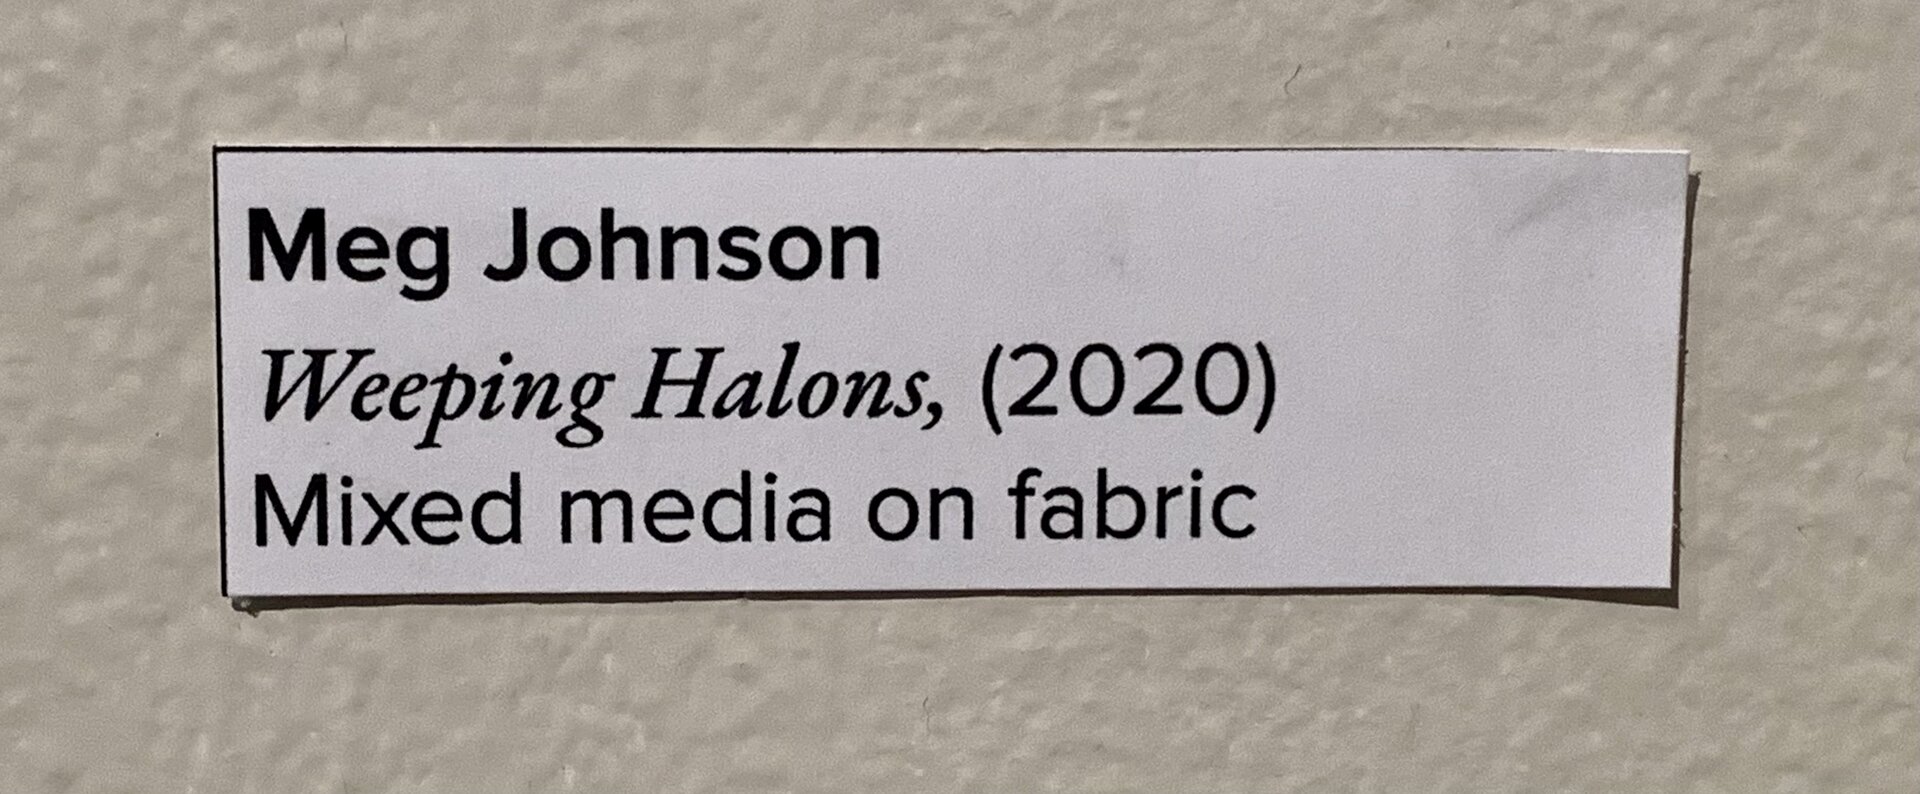 Meg Johnson
Weeping Halons, (2020)
Mixed media on fabric